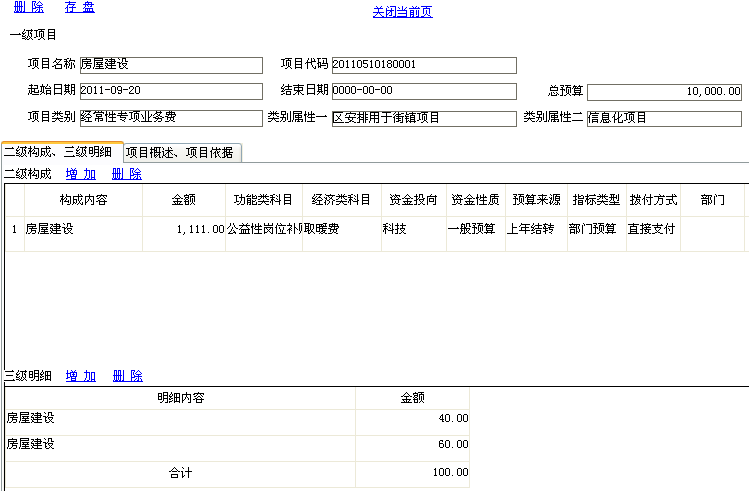 删 除 存 盘 关闭当前页
一级项目
项目名称 房屋建设 项目代码 20110510180001
起始日期 2011-09-20 结束日期 0000-00-00 总预算 10,000.00
项目类别 经常性专项业务费 类别属性一 区安排用于街镇项目 类别属性二 信息化项目
二级构成、三级明细 项目概述、项目依据
二级构成 增 加 删 除
构成内容 金额 功能类科目 经济类科目 资金投向 资金性质 预算来源 指标类型 拨付方式 部门
1 房屋建设 1,111.00 公益性岗位补 取暖费 科技 一般预算 上年结转 部门预算 直接支付
三级明细 增 加 删 除
明细内容 金额
房屋建设 40.00
房屋建设 60.00
合计 100.00